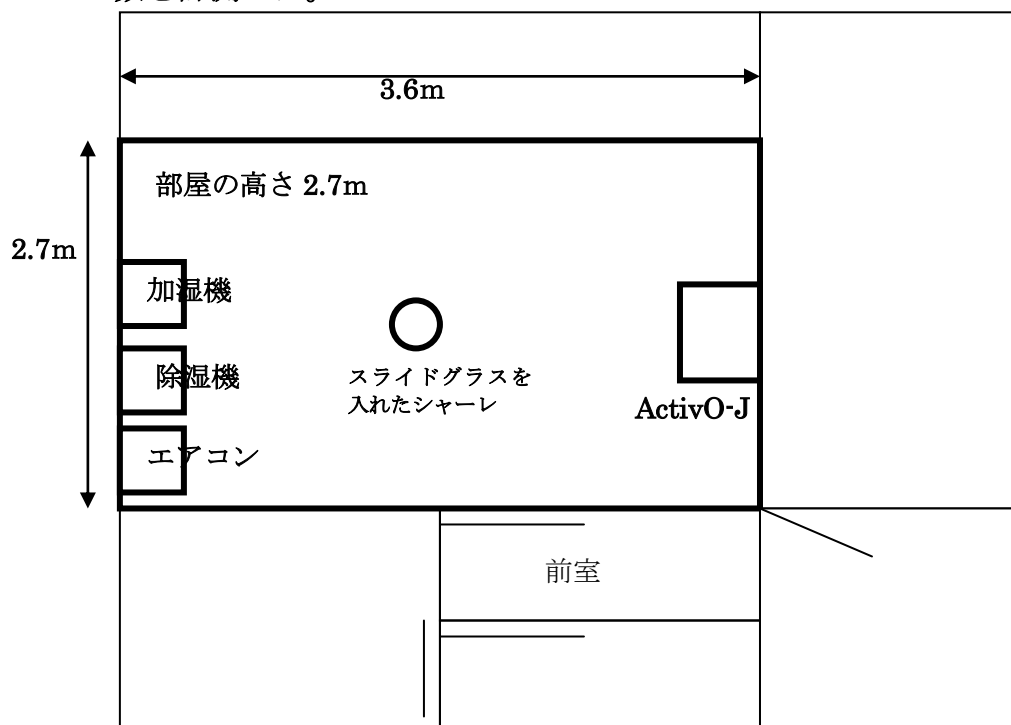 3.6m
部屋の高さ 2.7m
2.7m
加湿機
除湿機
スライドグラスを
入れたシャーレ
ActivO-J
エアコン
前室